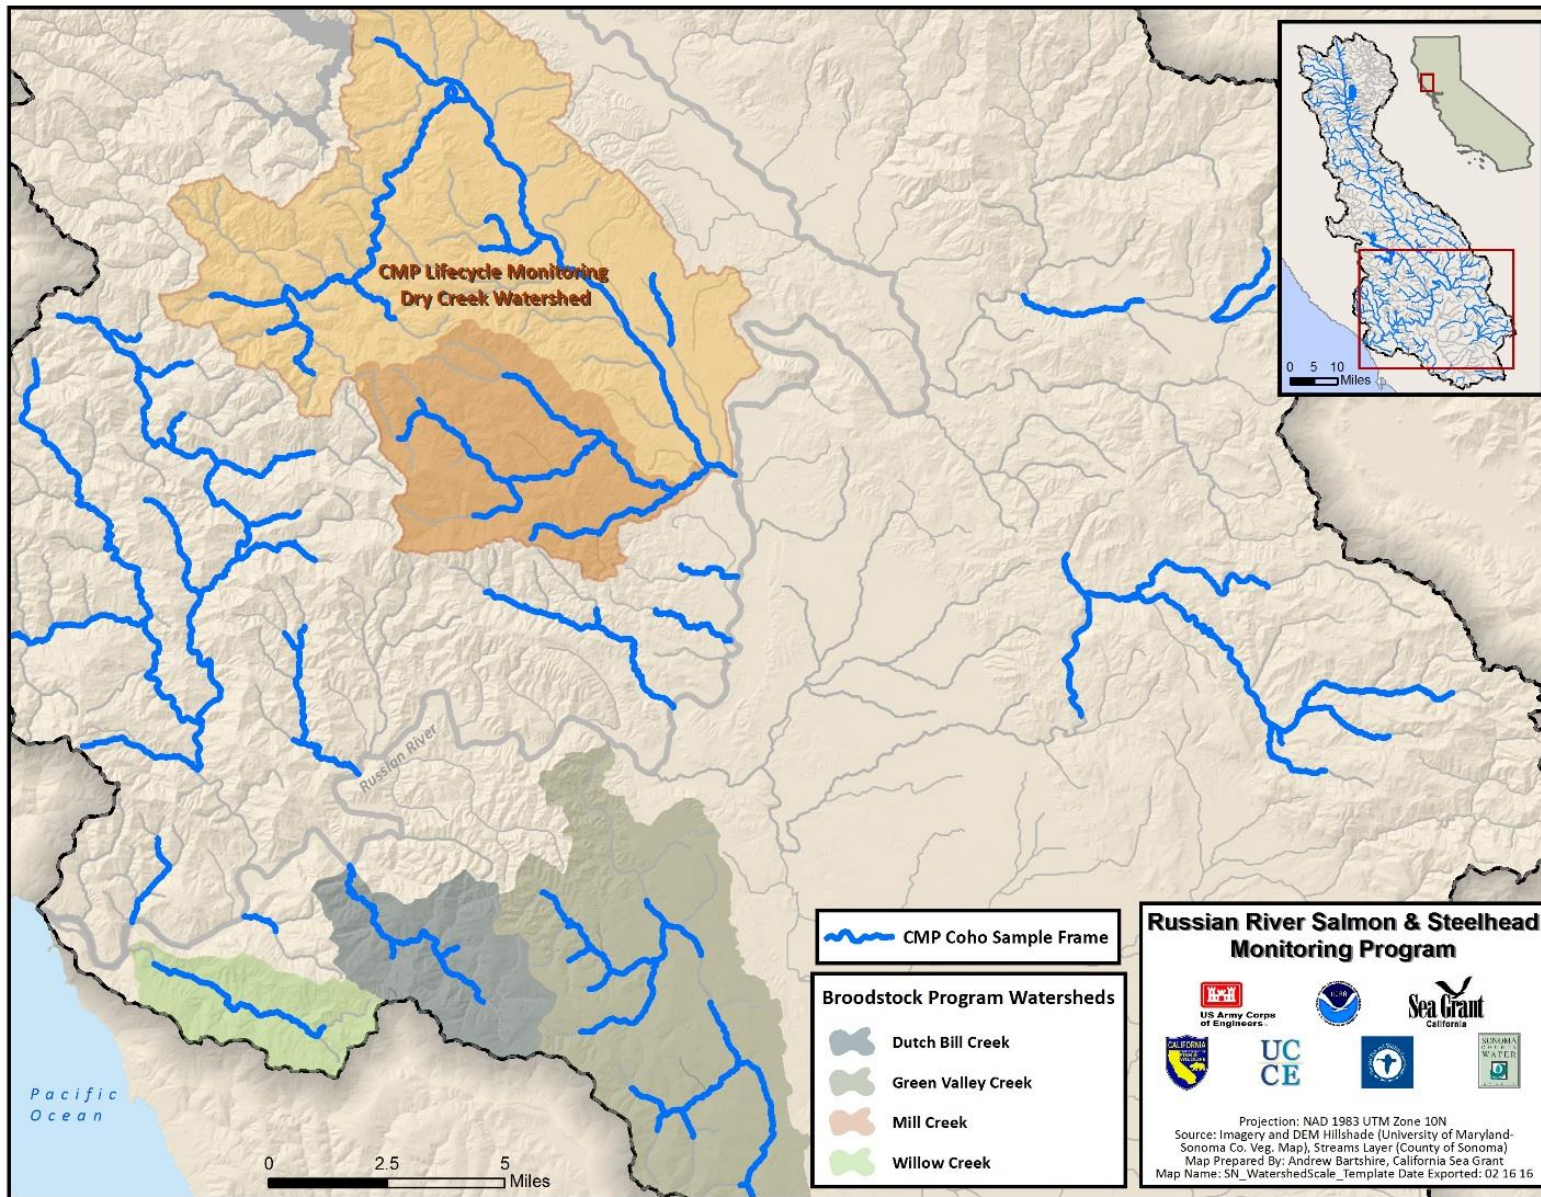 0 5 10
Miles
CMP Lifecycle Monitoring
Dry Creek Watershed
Russian River
Pacific
Ocean
0 2.5 5
Miles
CMP Coho Sample Frame
Broodstock Program Watersheds
Dutch Bill Creek
Green Valley Creek
Mill Creek
Willow Creek
Russian River Salmon & Steelhead
Monitoring Program
US Army Corps
of Engineers
Sea Grant
California
CALIFORNIA
UC
CE
SONOMA
COUNTY
WATER
Projection: NAD 1983 UTM Zone 10N
Source: Imagery and DEM Hillshade (University of Maryland-
Sonoma Co. Veg. Map), Streams Layer (County of Sonoma)
Map Prepared By: Andrew Bartshire, California Sea Grant
Map Name: SN_WatershedScale_Template Date Exported: 02 16 16